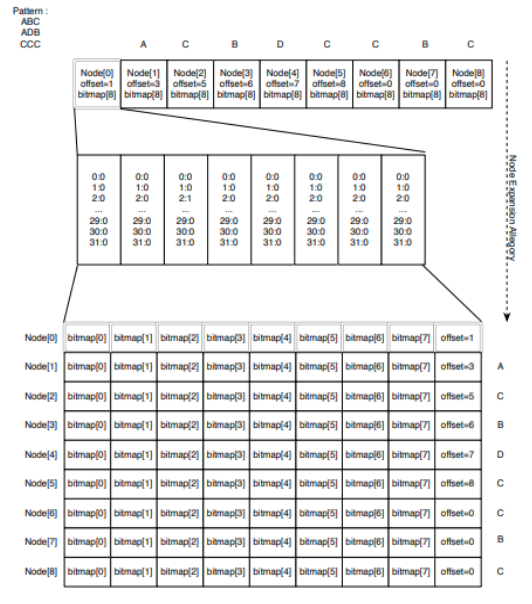 Pattern :
ABC
ADB
CCC
A C B D C C B C
Node[0] Node[1] Node[2] Node[3] Node[4] Node[5] Node[6] Node[7] Node[8]
offset=1 offset=3 offset=5 offset=6 offset=7 offset=8 offset=0 offset=0 offset=0
bitmap[8] bitmap[8] bitmap[8] bitmap[8] bitmap[8] bitmap[8] bitmap[8] bitmap[8] bitmap[8]
Node Expansion Allegory
0:0 0:0 0:0 0:0 0:0 0:0 0:0 0:0
1:0 1:0 1:0 1:0 1:0 1:0 1:0 1:0
2:0 2:0 2:1 2:0 2:0 2:0 2:0 2:0
... ... ... ... ... ... ... ...
29:0 29:0 29:0 29:0 29:0 29:0 29:0 29:0
30:0 30:0 30:0 30:0 30:0 30:0 30:0 30:0
31:0 31:0 31:0 31:0 31:0 31:0 31:0 31:0
Node[0] bitmap[0] bitmap[1] bitmap[2] bitmap[3] bitmap[4] bitmap[5] bitmap[6] bitmap[7] offset=1
Node[1] bitmap[0] bitmap[1] bitmap[2] bitmap[3] bitmap[4] bitmap[5] bitmap[6] bitmap[7] offset=3 A
Node[2] bitmap[0] bitmap[1] bitmap[2] bitmap[3] bitmap[4] bitmap[5] bitmap[6] bitmap[7] offset=5 C
Node[3] bitmap[0] bitmap[1] bitmap[2] bitmap[3] bitmap[4] bitmap[5] bitmap[6] bitmap[7] offset=6 B
Node[4] bitmap[0] bitmap[1] bitmap[2] bitmap[3] bitmap[4] bitmap[5] bitmap[6] bitmap[7] offset=7 D
Node[5] bitmap[0] bitmap[1] bitmap[2] bitmap[3] bitmap[4] bitmap[5] bitmap[6] bitmap[7] offset=8 C
Node[6] bitmap[0] bitmap[1] bitmap[2] bitmap[3] bitmap[4] bitmap[5] bitmap[6] bitmap[7] offset=0 C
Node[7] bitmap[0] bitmap[1] bitmap[2] bitmap[3] bitmap[4] bitmap[5] bitmap[6] bitmap[7] offset=0 B
Node[8] bitmap[0] bitmap[1] bitmap[2] bitmap[3] bitmap[4] bitmap[5] bitmap[6] bitmap[7] offset=0 C